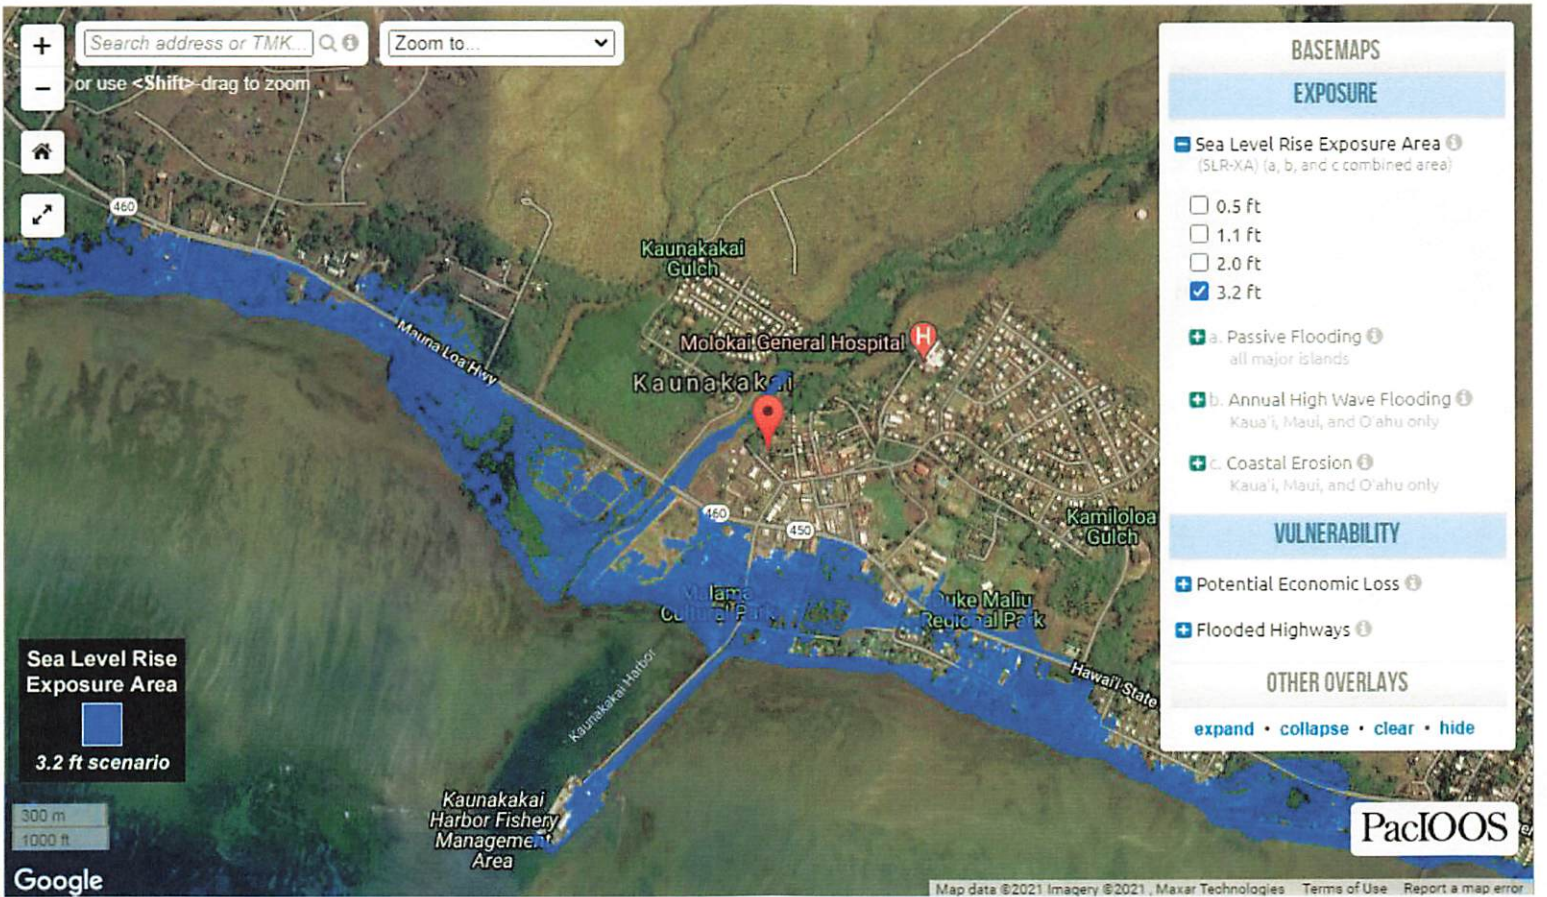 +
Search address or TMK...
Zoom to...
−
or use <Shift>-drag to zoom
BASEMAPS
EXPOSURE
Sea Level Rise Exposure Area
(SLR-XA) (a, b, and c combined area)
0.5 ft
1.1 ft
2.0 ft
3.2 ft
a. Passive Flooding
all major islands
b. Annual High Wave Flooding
Kaua'i, Maui, and O'ahu only
c. Coastal Erosion
Kaua'i, Maui, and O'ahu only
VULNERABILITY
Potential Economic Loss
Flooded Highways
OTHER OVERLAYS
expand • collapse • clear • hide
460
Kaunakakai
Gulch
Mauna Loa Hwy
Molokai General Hospital
H
Kaunakakai
460
450
Kamiloloa
Gulch
Malama
Cultural Park
Duke Maliu
Regional Park
Hawai'i State
Kaunakakai Harbor
Kaunakakai
Harbor Fishery
Management
Area
Sea Level Rise
Exposure Area
3.2 ft scenario
300 m
1000 ft
Google
PacIOOS
Map data ©2021 Imagery ©2021 , Maxar Technologies
Terms of Use
Report a map error